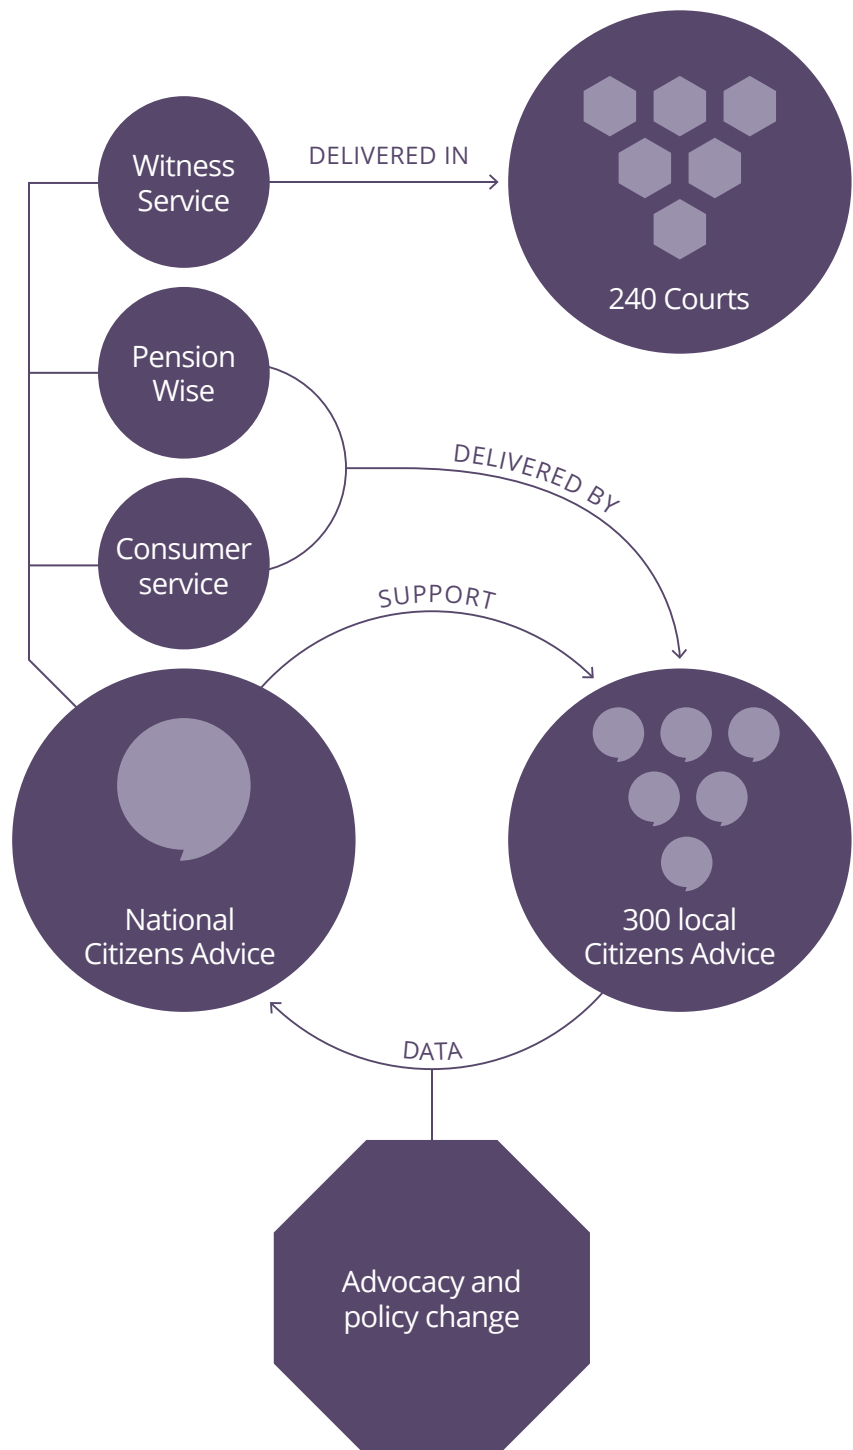 Witness
Service
DELIVERED IN
240 Courts
Pension
Wise
DELIVERED BY
Consumer
service
SUPPORT
National
Citizens Advice
300 local
Citizens Advice
DATA
Advocacy and
policy change